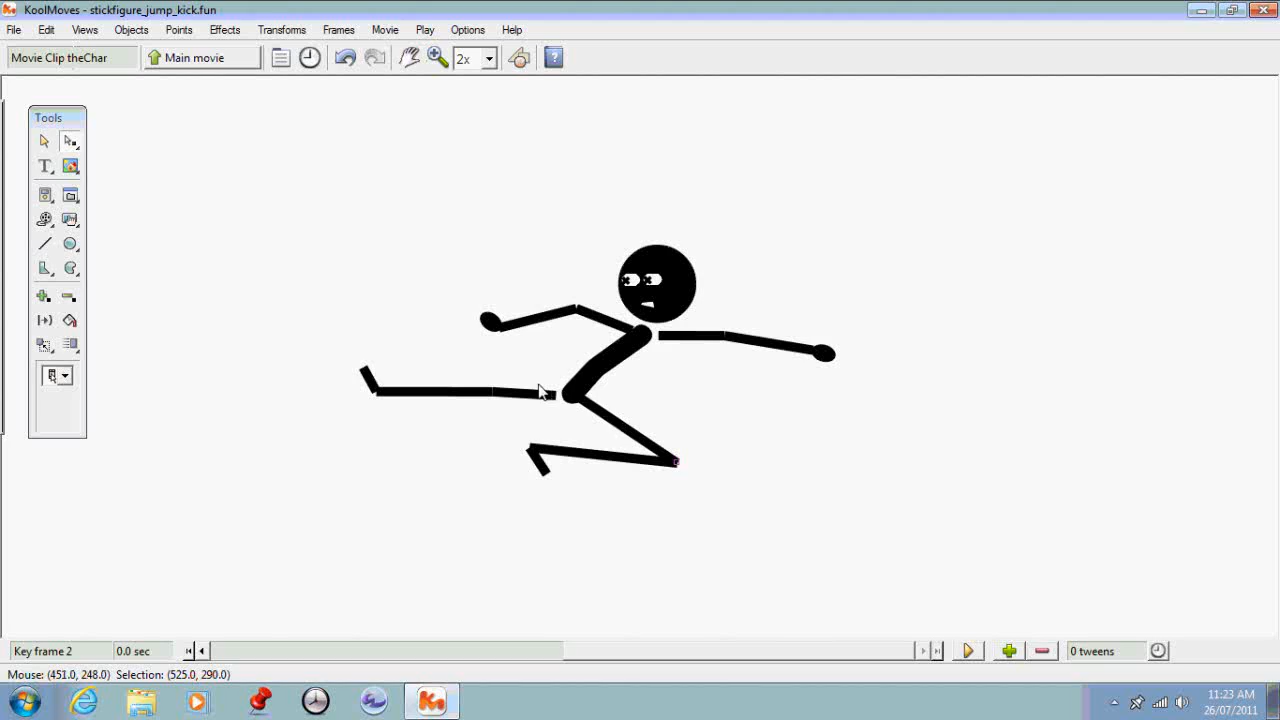 KoolMoves - stickfigure_jump_kick.fun
File Edit Views Objects Points Effects Transforms Frames Movie Play Options Help
Movie Clip theChar Main movie 2x
Tools
Key frame 2 0.0 sec 0 tweens
Mouse: (451.0, 248.0) Selection: (525.0, 290.0)
11:23 AM
26/07/2011